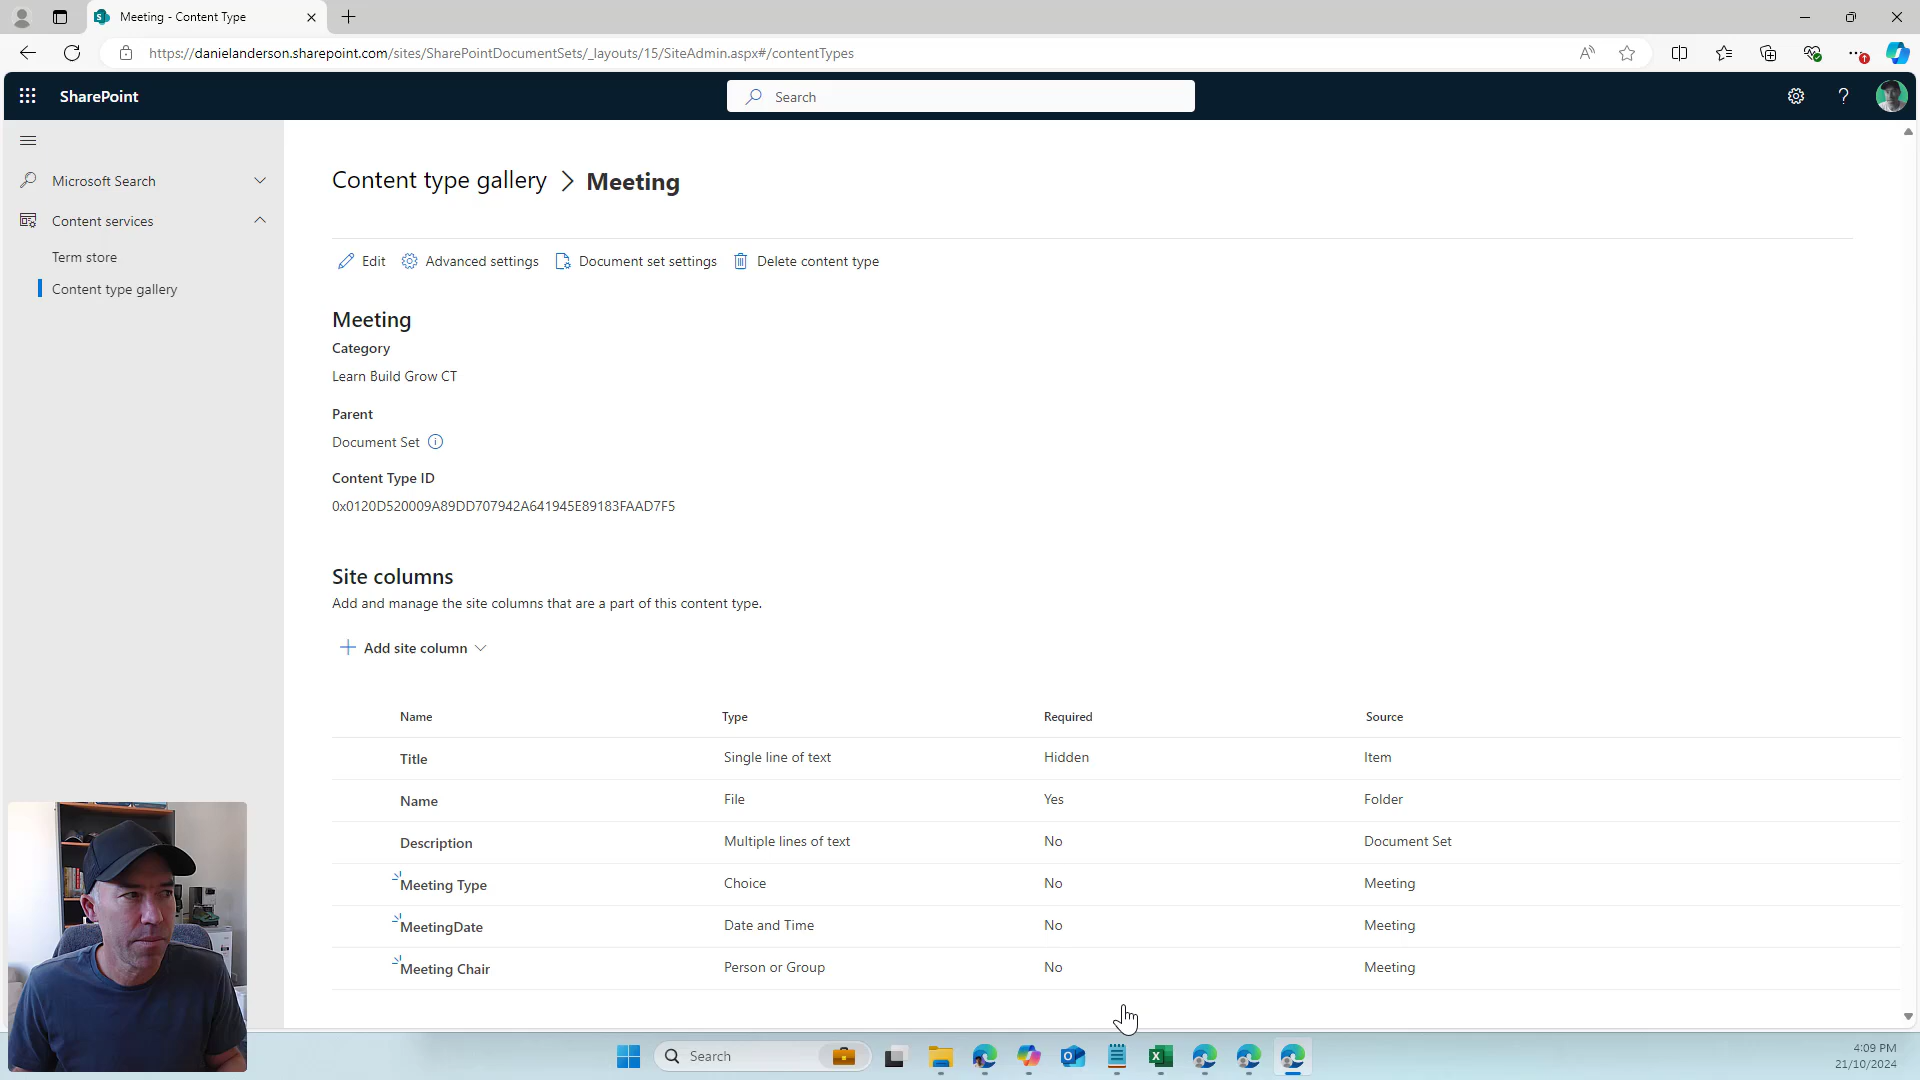 Meeting - Content Type
https://danielanderson.sharepoint.com/sites/SharePointDocumentSets/_layouts/15/SiteAdmin.aspx#/contentTypes
SharePoint
Search
Microsoft Search
Content services
Term store
Content type gallery
Content type gallery > Meeting
Edit
Advanced settings
Document set settings
Delete content type
Meeting
Category
Learn Build Grow CT
Parent
Document Set
Content Type ID
0x0120D520009A89DD707942A641945E89183FAAD7F5
Site columns
Add and manage the site columns that are a part of this content type.
Add site column
Name Type Required Source
Title Single line of text Hidden Item
Name File Yes Folder
Description Multiple lines of text No Document Set
Meeting Type Choice No Meeting
MeetingDate Date and Time No Meeting
Meeting Chair Person or Group No Meeting
Search
4:09 PM
21/10/2024